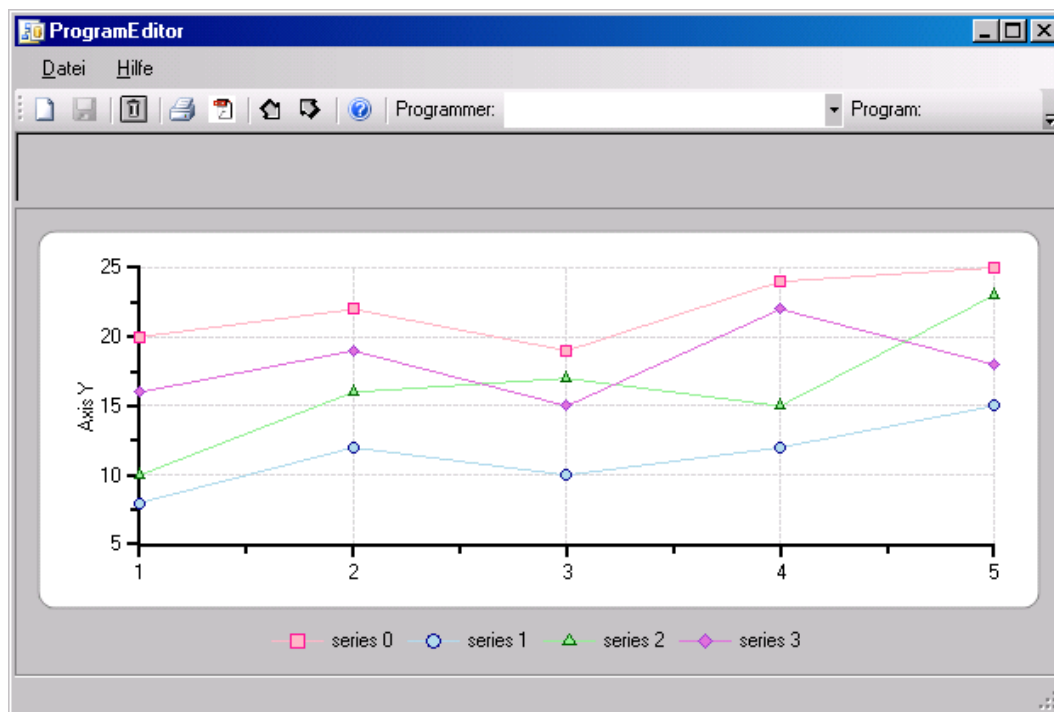 ProgramEditor
Datei Hilfe
Programmer: Program:
25
20
15
10
5
Axis Y
1 2 3 4 5
series 0 series 1 series 2 series 3